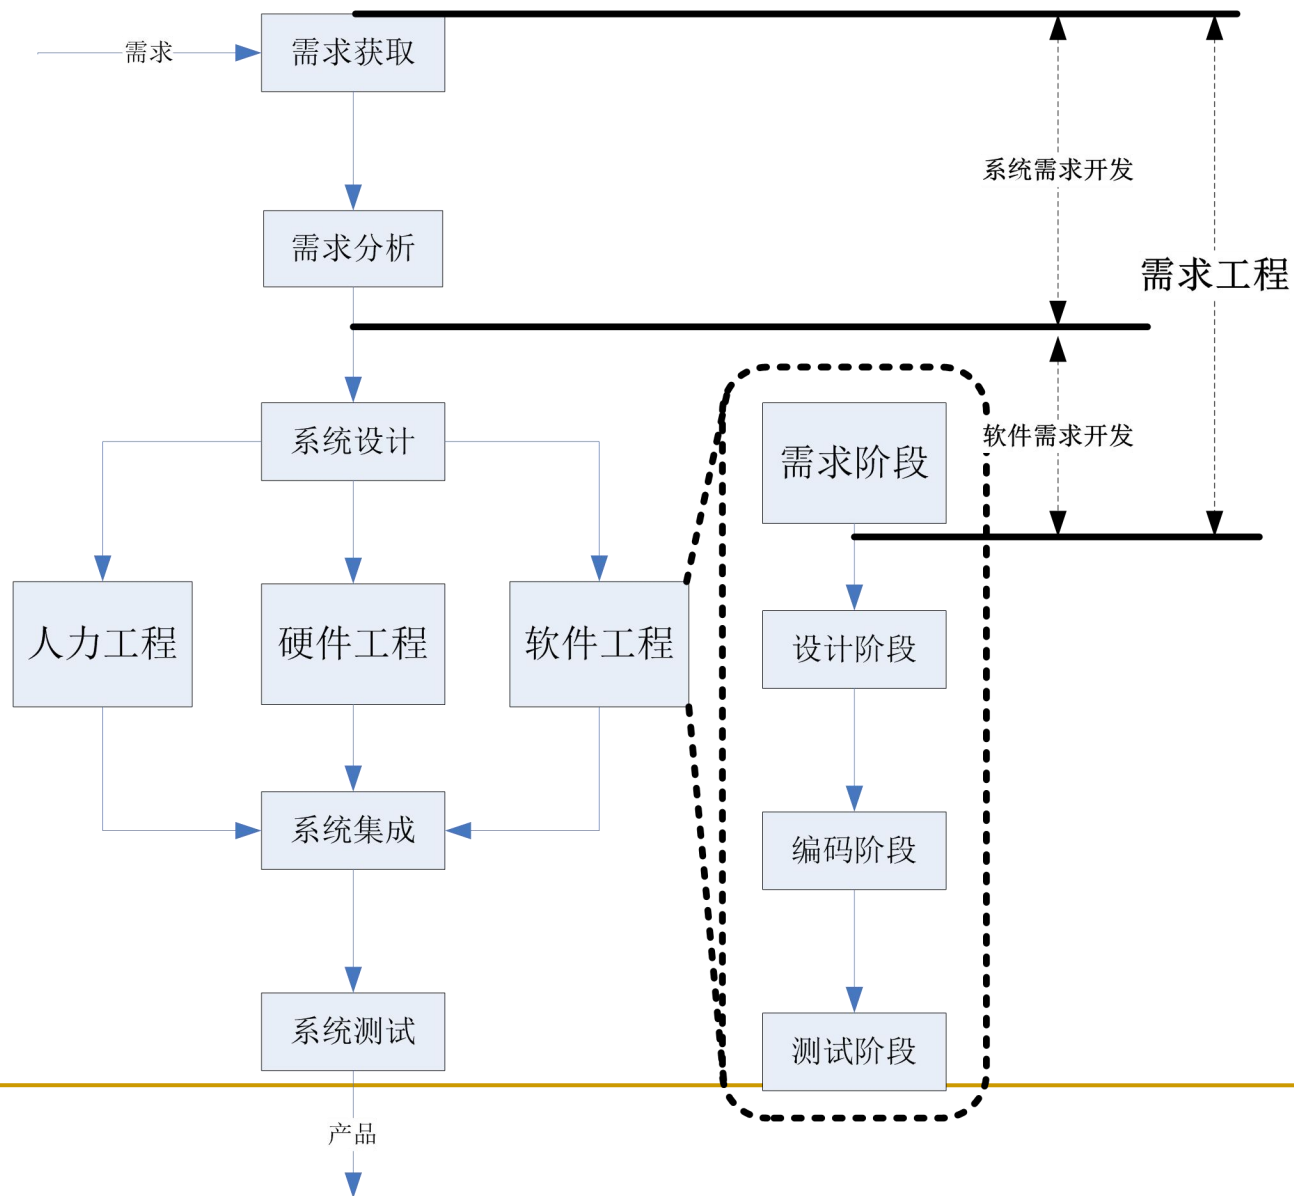 需求
需求获取
系统需求开发
需求分析
需求工程
系统设计
软件需求开发
需求阶段
人力工程
硬件工程
软件工程
设计阶段
系统集成
编码阶段
系统测试
测试阶段
产品